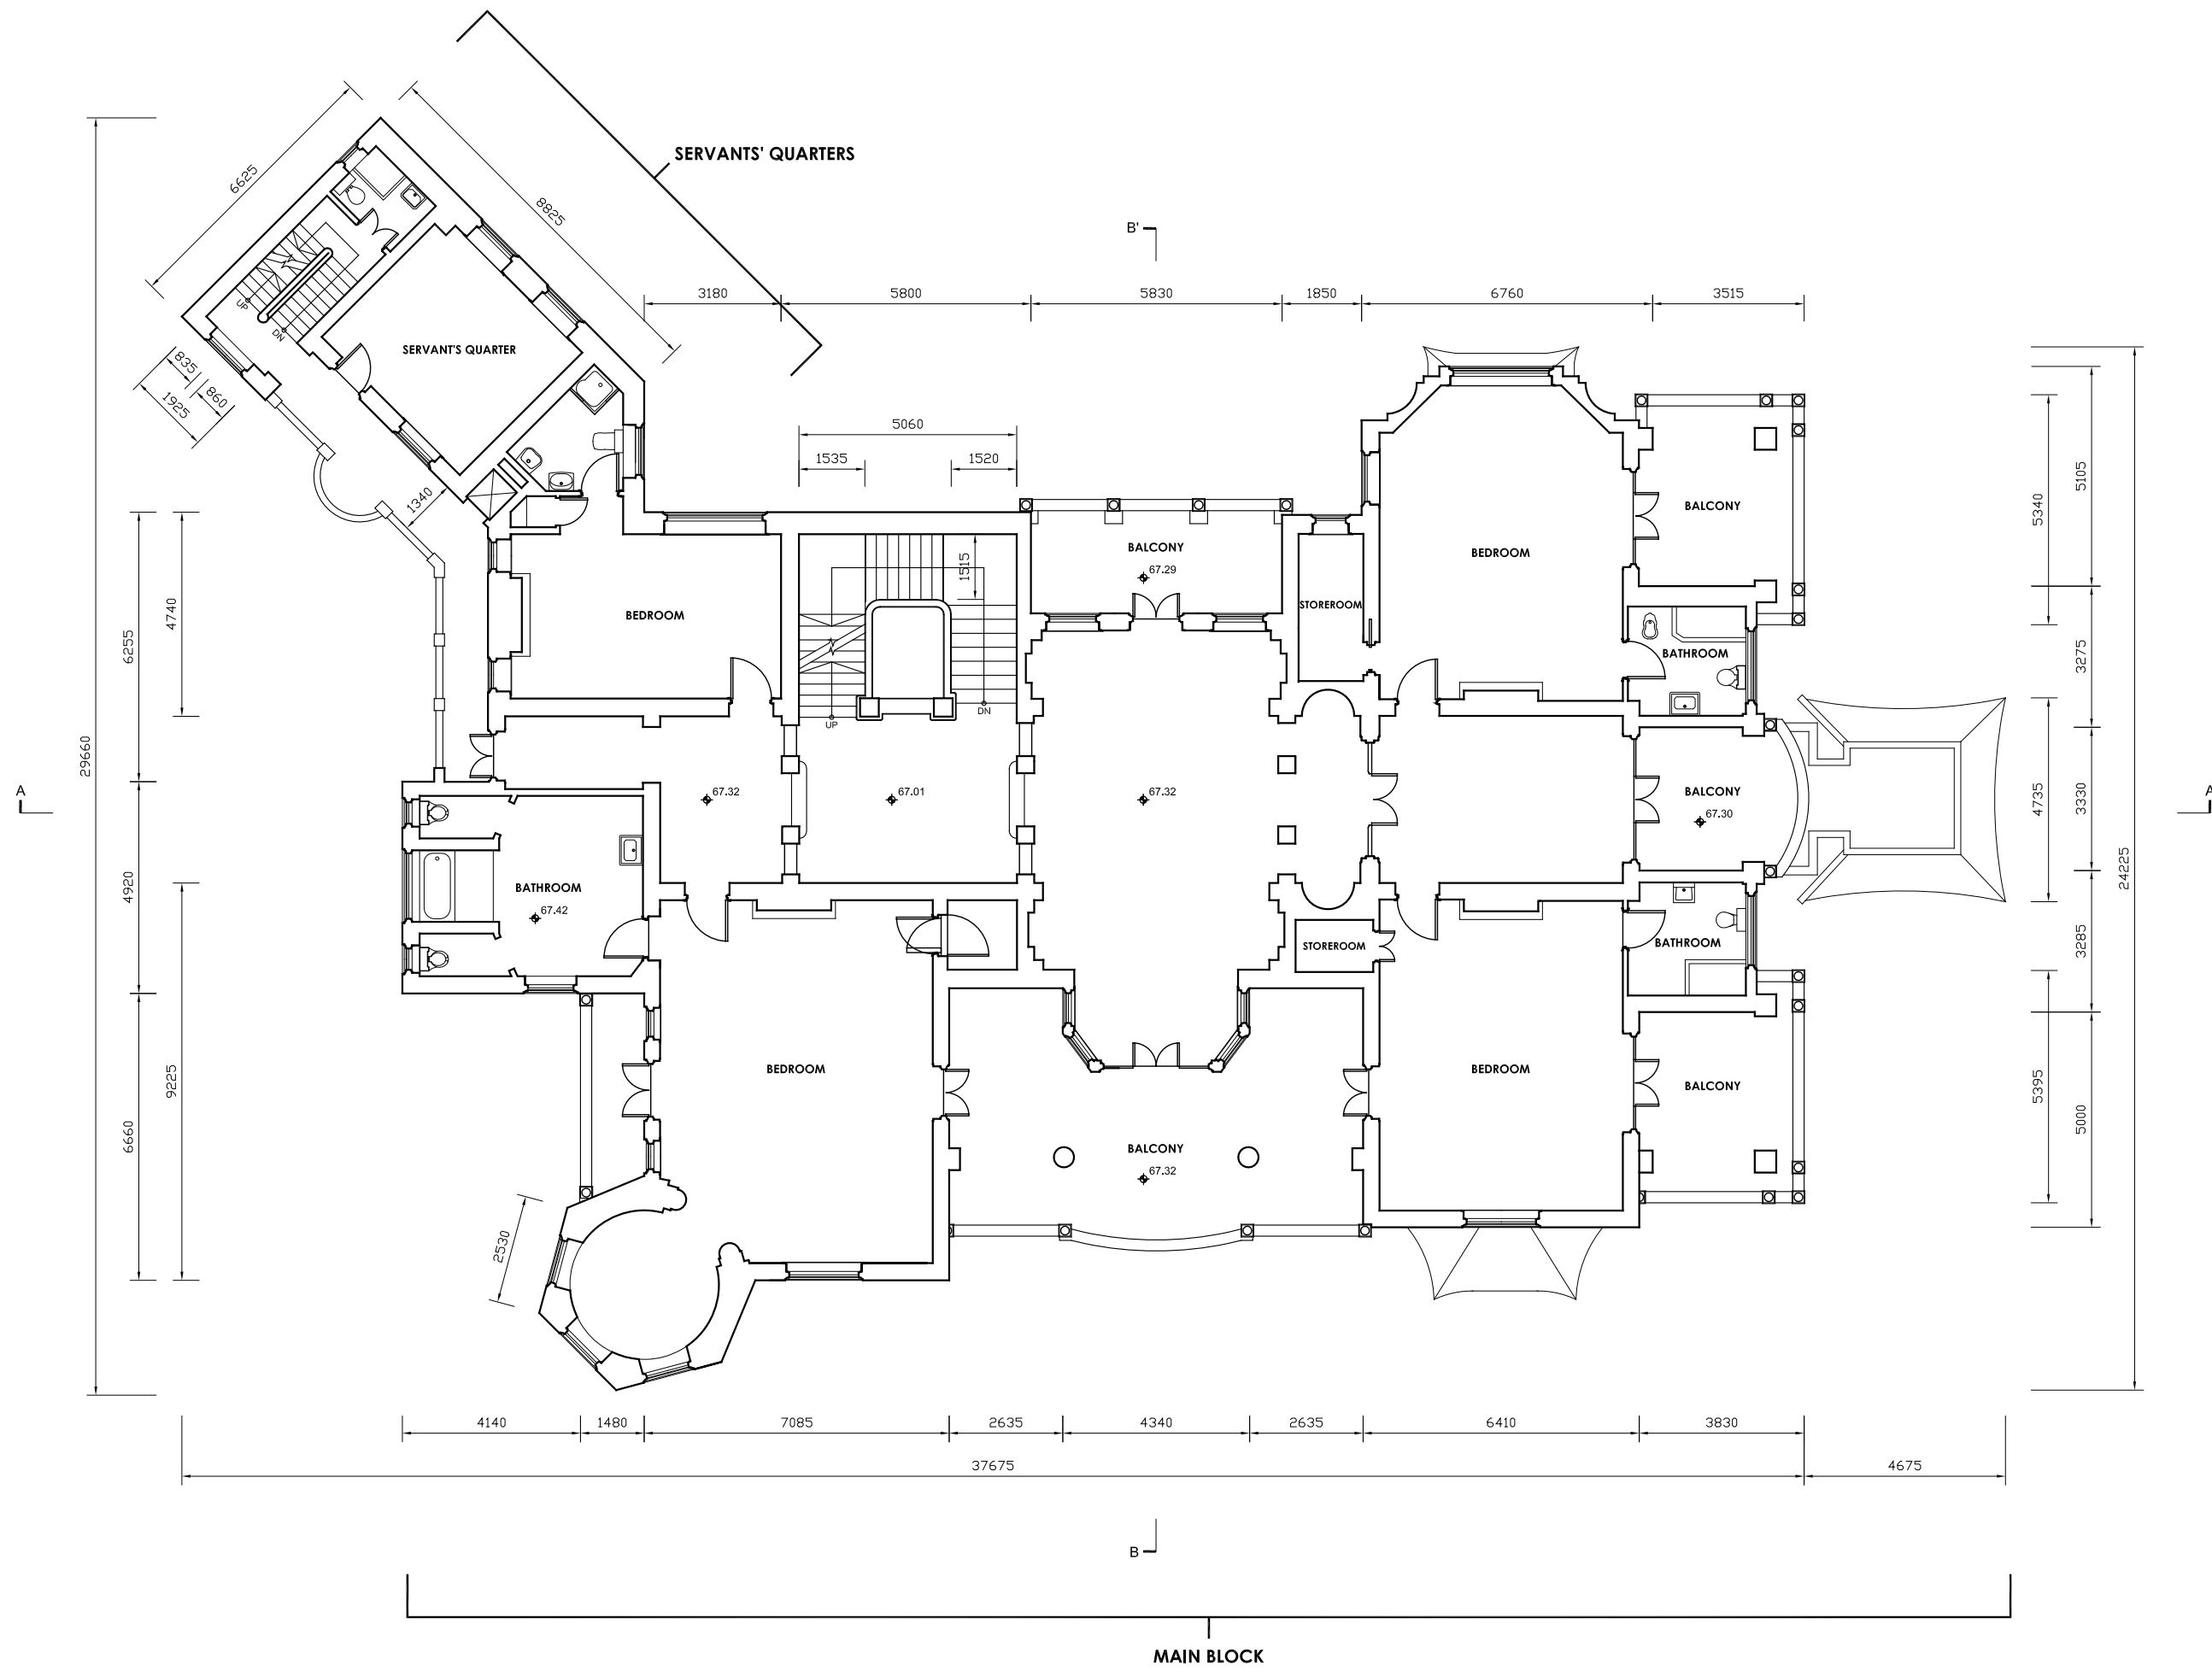 SERVANTS' QUARTERS
6625
8825
B'
3180
5800
5830
1850
6760
3515
UP
DN
SERVANT'S QUARTER
835
860
1925
1340
5060
1535
1520
1515
BALCONY
67.29
STOREROOM
BEDROOM
BALCONY
5340
5105
4740
6255
BEDROOM
BATHROOM
3275
UP
DN
29660
A
67.32
67.01
67.32
BALCONY
67.30
4735
3330
A
4920
BATHROOM
67.42
STOREROOM
BATHROOM
3285
24225
9225
6660
BEDROOM
BALCONY
67.32
BEDROOM
BALCONY
5395
5000
2530
4140
1480
7085
2635
4340
2635
6410
3830
37675
4675
B
MAIN BLOCK